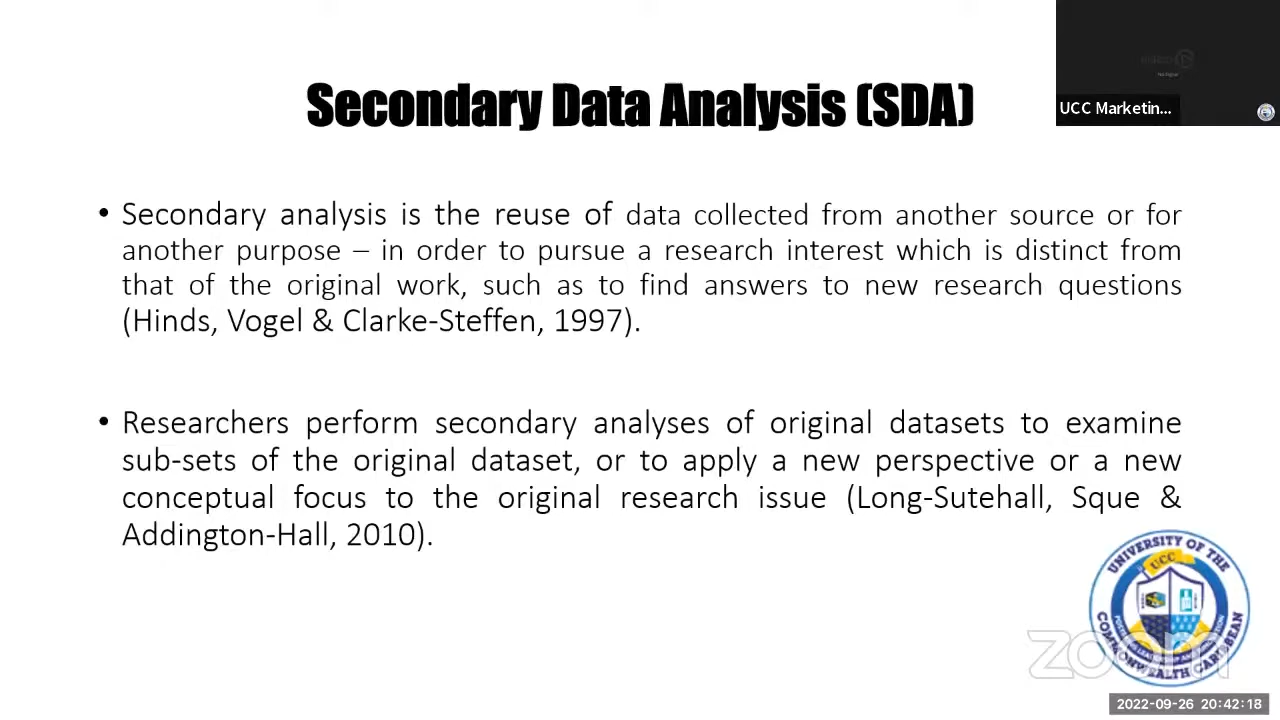 Secondary Data Analysis (SDA)
UCC Marketin...
• Secondary analysis is the reuse of data collected from another source or for
another purpose – in order to pursue a research interest which is distinct from
that of the original work, such as to find answers to new research questions
(Hinds, Vogel & Clarke-Steffen, 1997).
• Researchers perform secondary analyses of original datasets to examine
sub-sets of the original dataset, or to apply a new perspective or a new
conceptual focus to the original research issue (Long-Sutehall, Sque &
Addington-Hall, 2010).
UNIVERSITY OF THE
UCC
COMMONWEALTH CARIBBEAN
zoom
2022-09-26 20:42:18